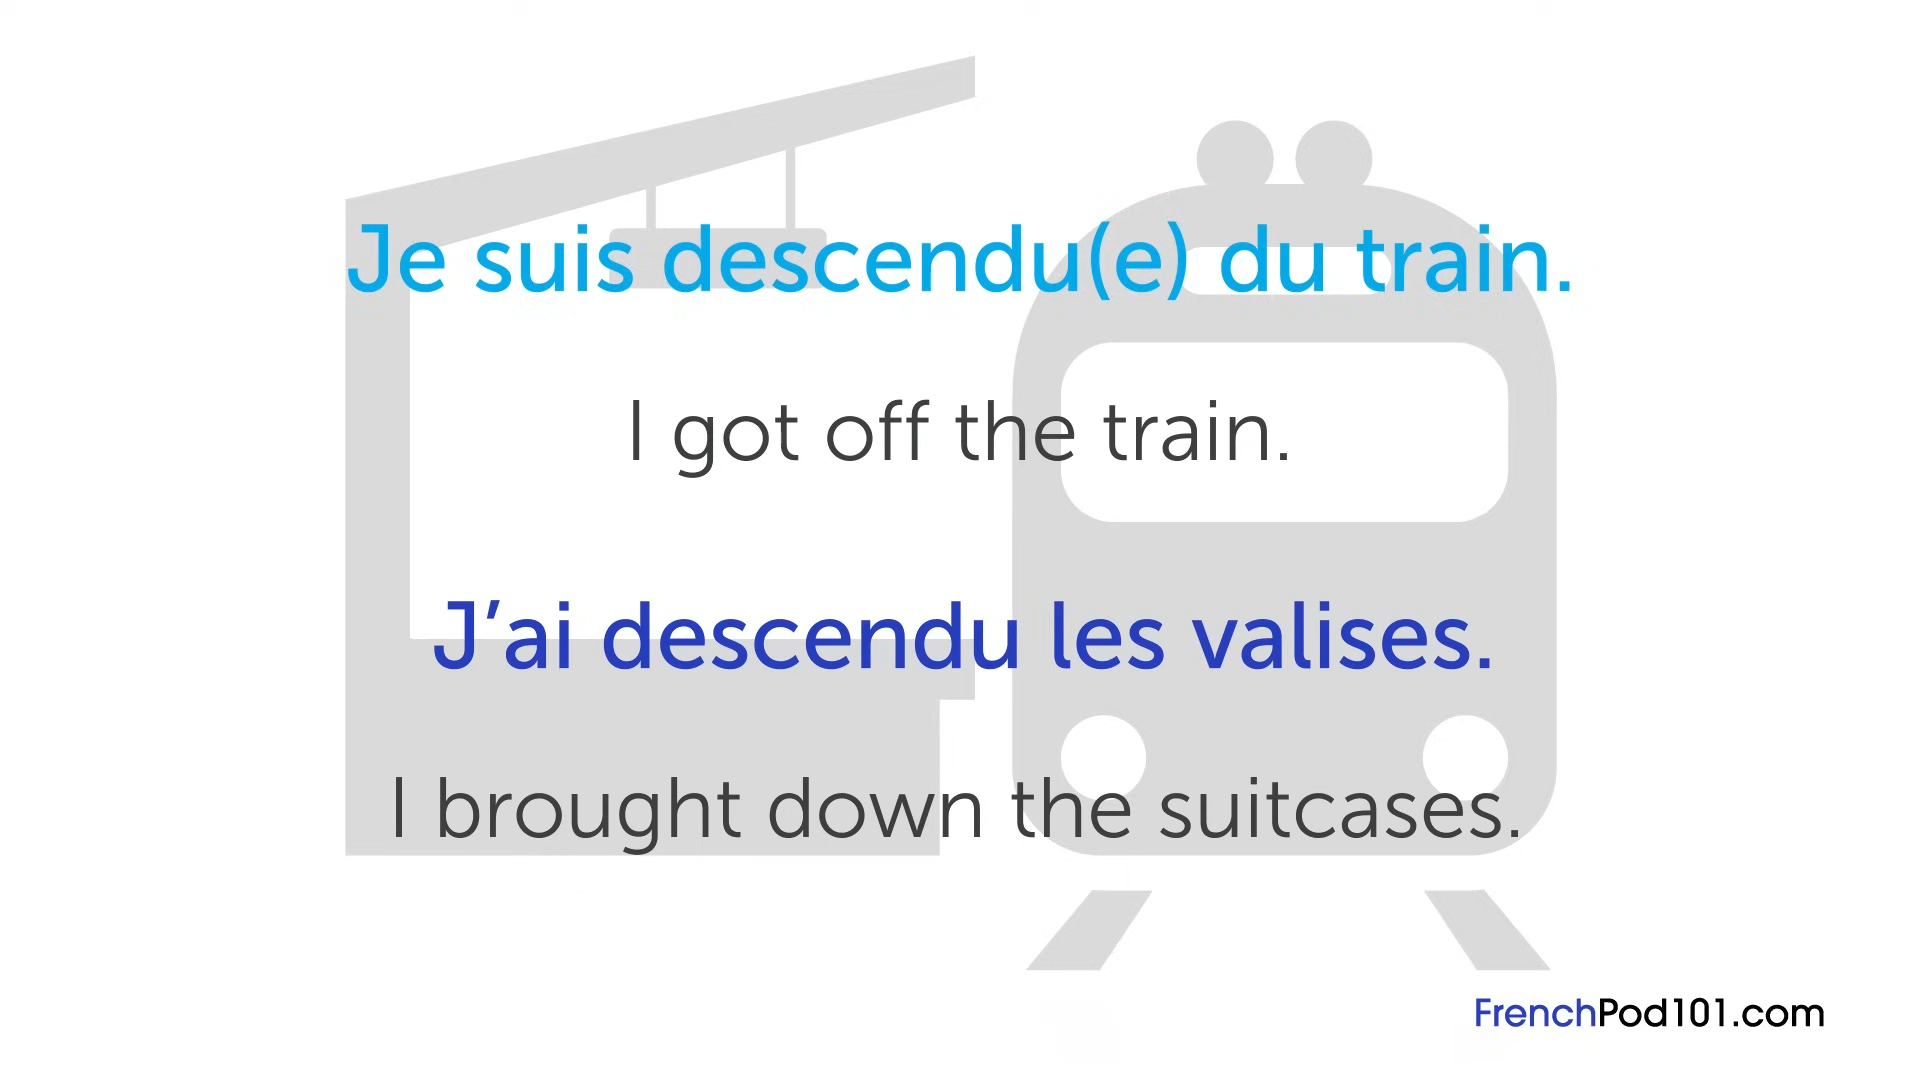 Je suis descendu(e) du train.
I got off the train.
J’ai descendu les valises.
I brought down the suitcases.
FrenchPod101.com